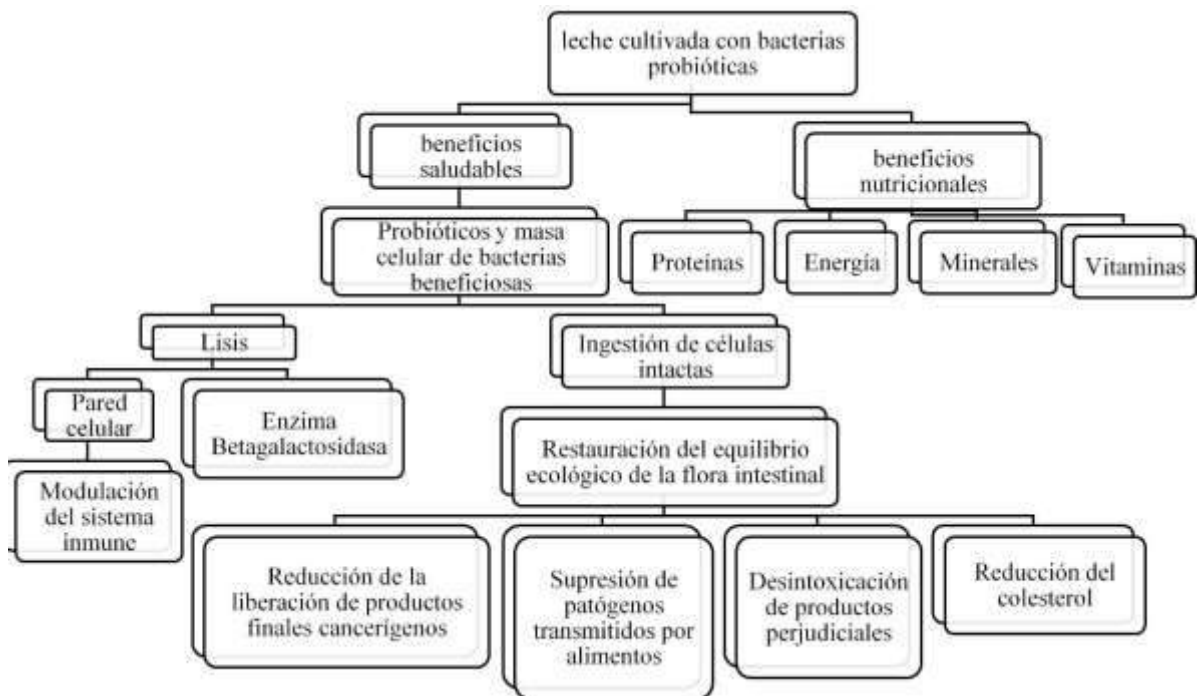 leche cultivada con bacterias
probióticas
beneficios
saludables
beneficios
nutricionales
Probióticos y masa
celular de bacterias
beneficiosas
Proteínas
Energía
Minerales
Vitaminas
Lisis
Ingestión de células
intactas
Pared
celular
Enzima
Betagalactosidasa
Restauración del equilibrio
ecológico de la flora intestinal
Modulación
del sistema
inmune
Reducción de la
liberación de productos
finales cancerígenos
Supresión de
patógenos
transmitidos por
alimentos
Desintoxicación
de productos
perjudiciales
Reducción del
colesterol